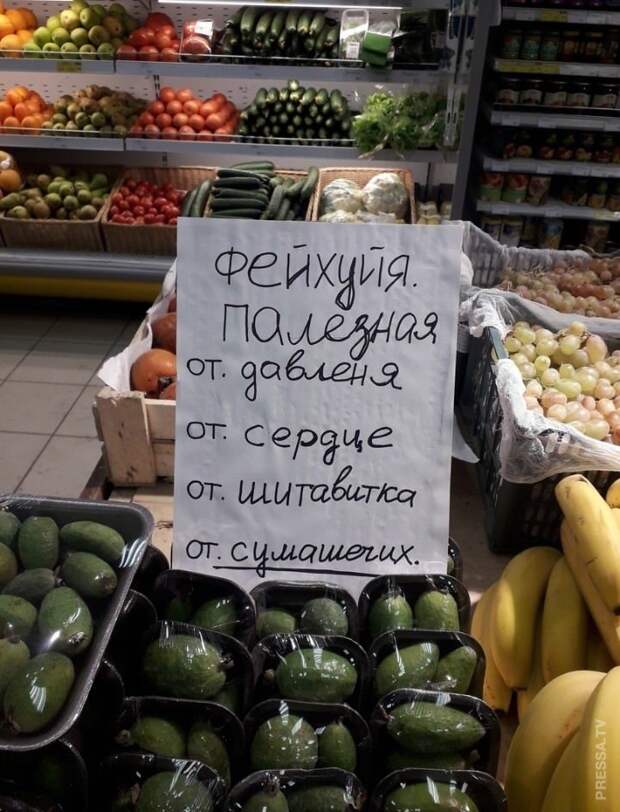 Фейхуйя.
Палезная
от. давленя
от. сердце
от. шитавитка
от. сумашечих.
PRESSA.TV